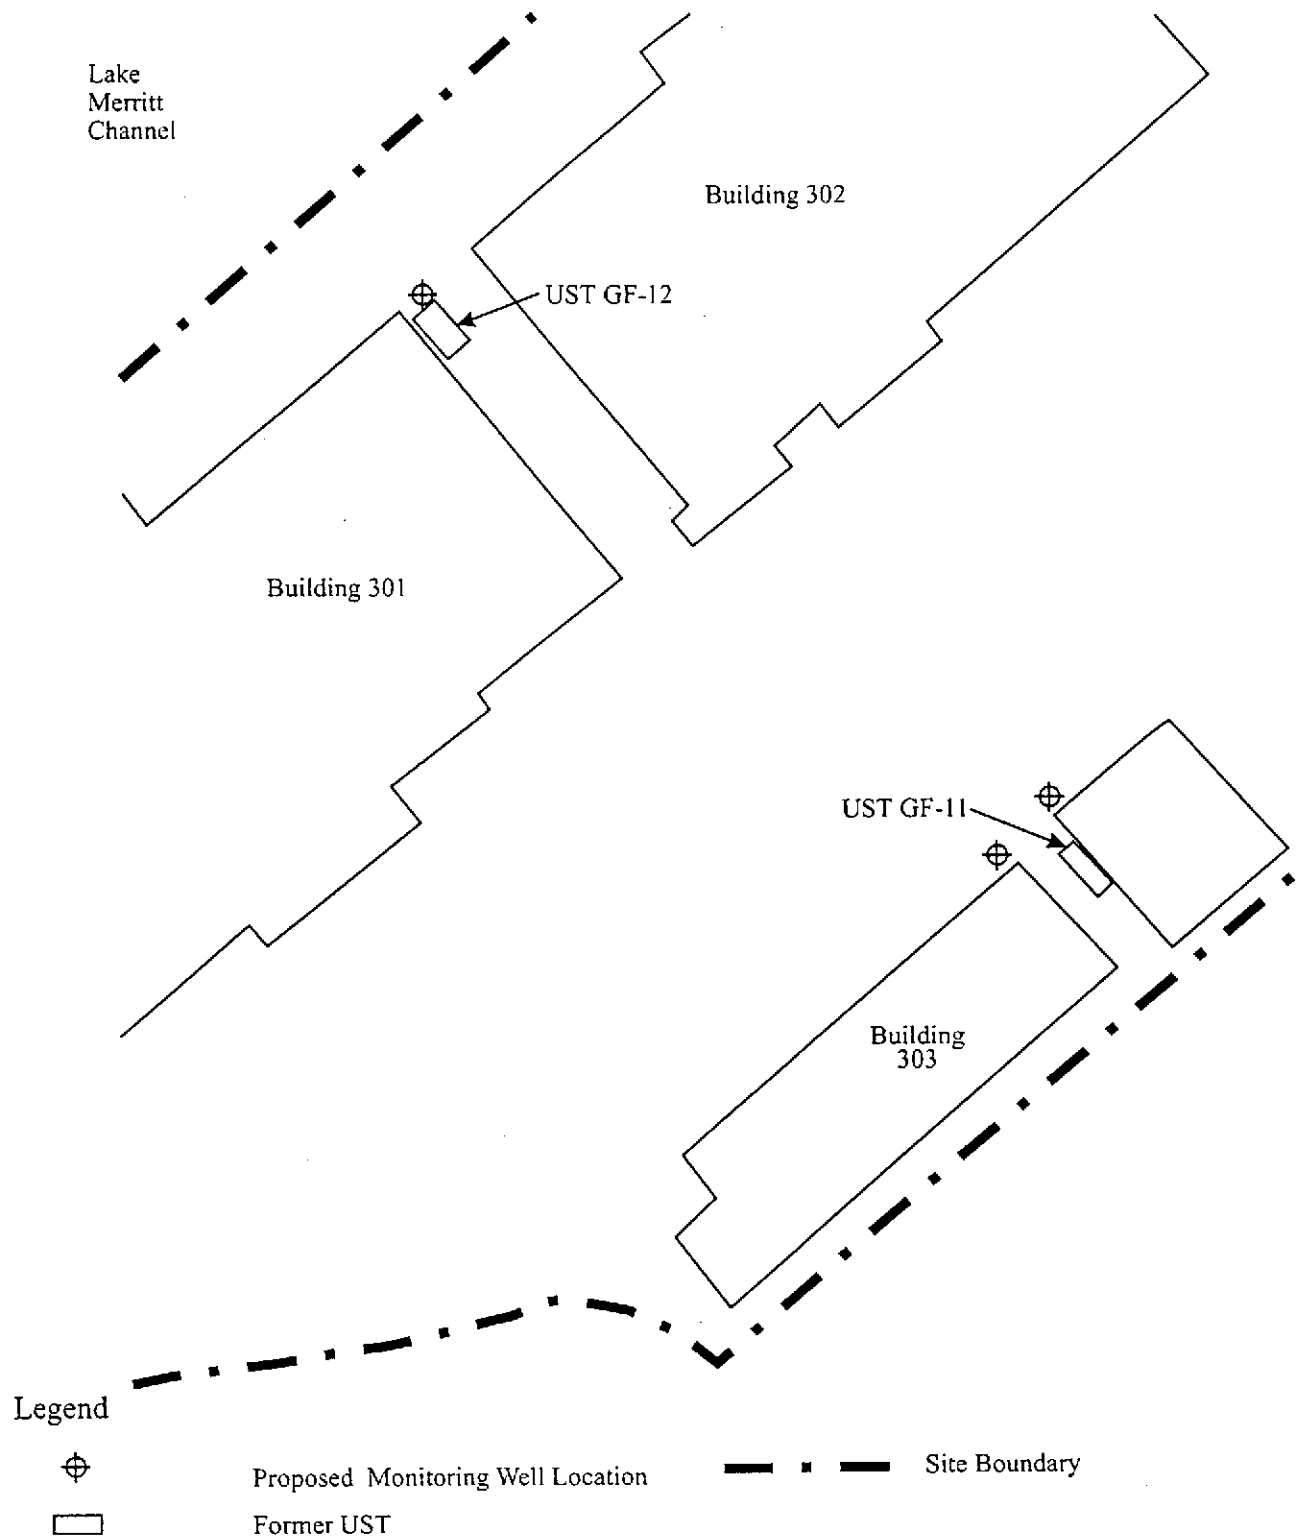 Lake
Merritt
Channel
Building 302
UST GF-12
Building 301
UST GF-11
Building
303
Legend
Proposed Monitoring Well Location
Site Boundary
Former UST